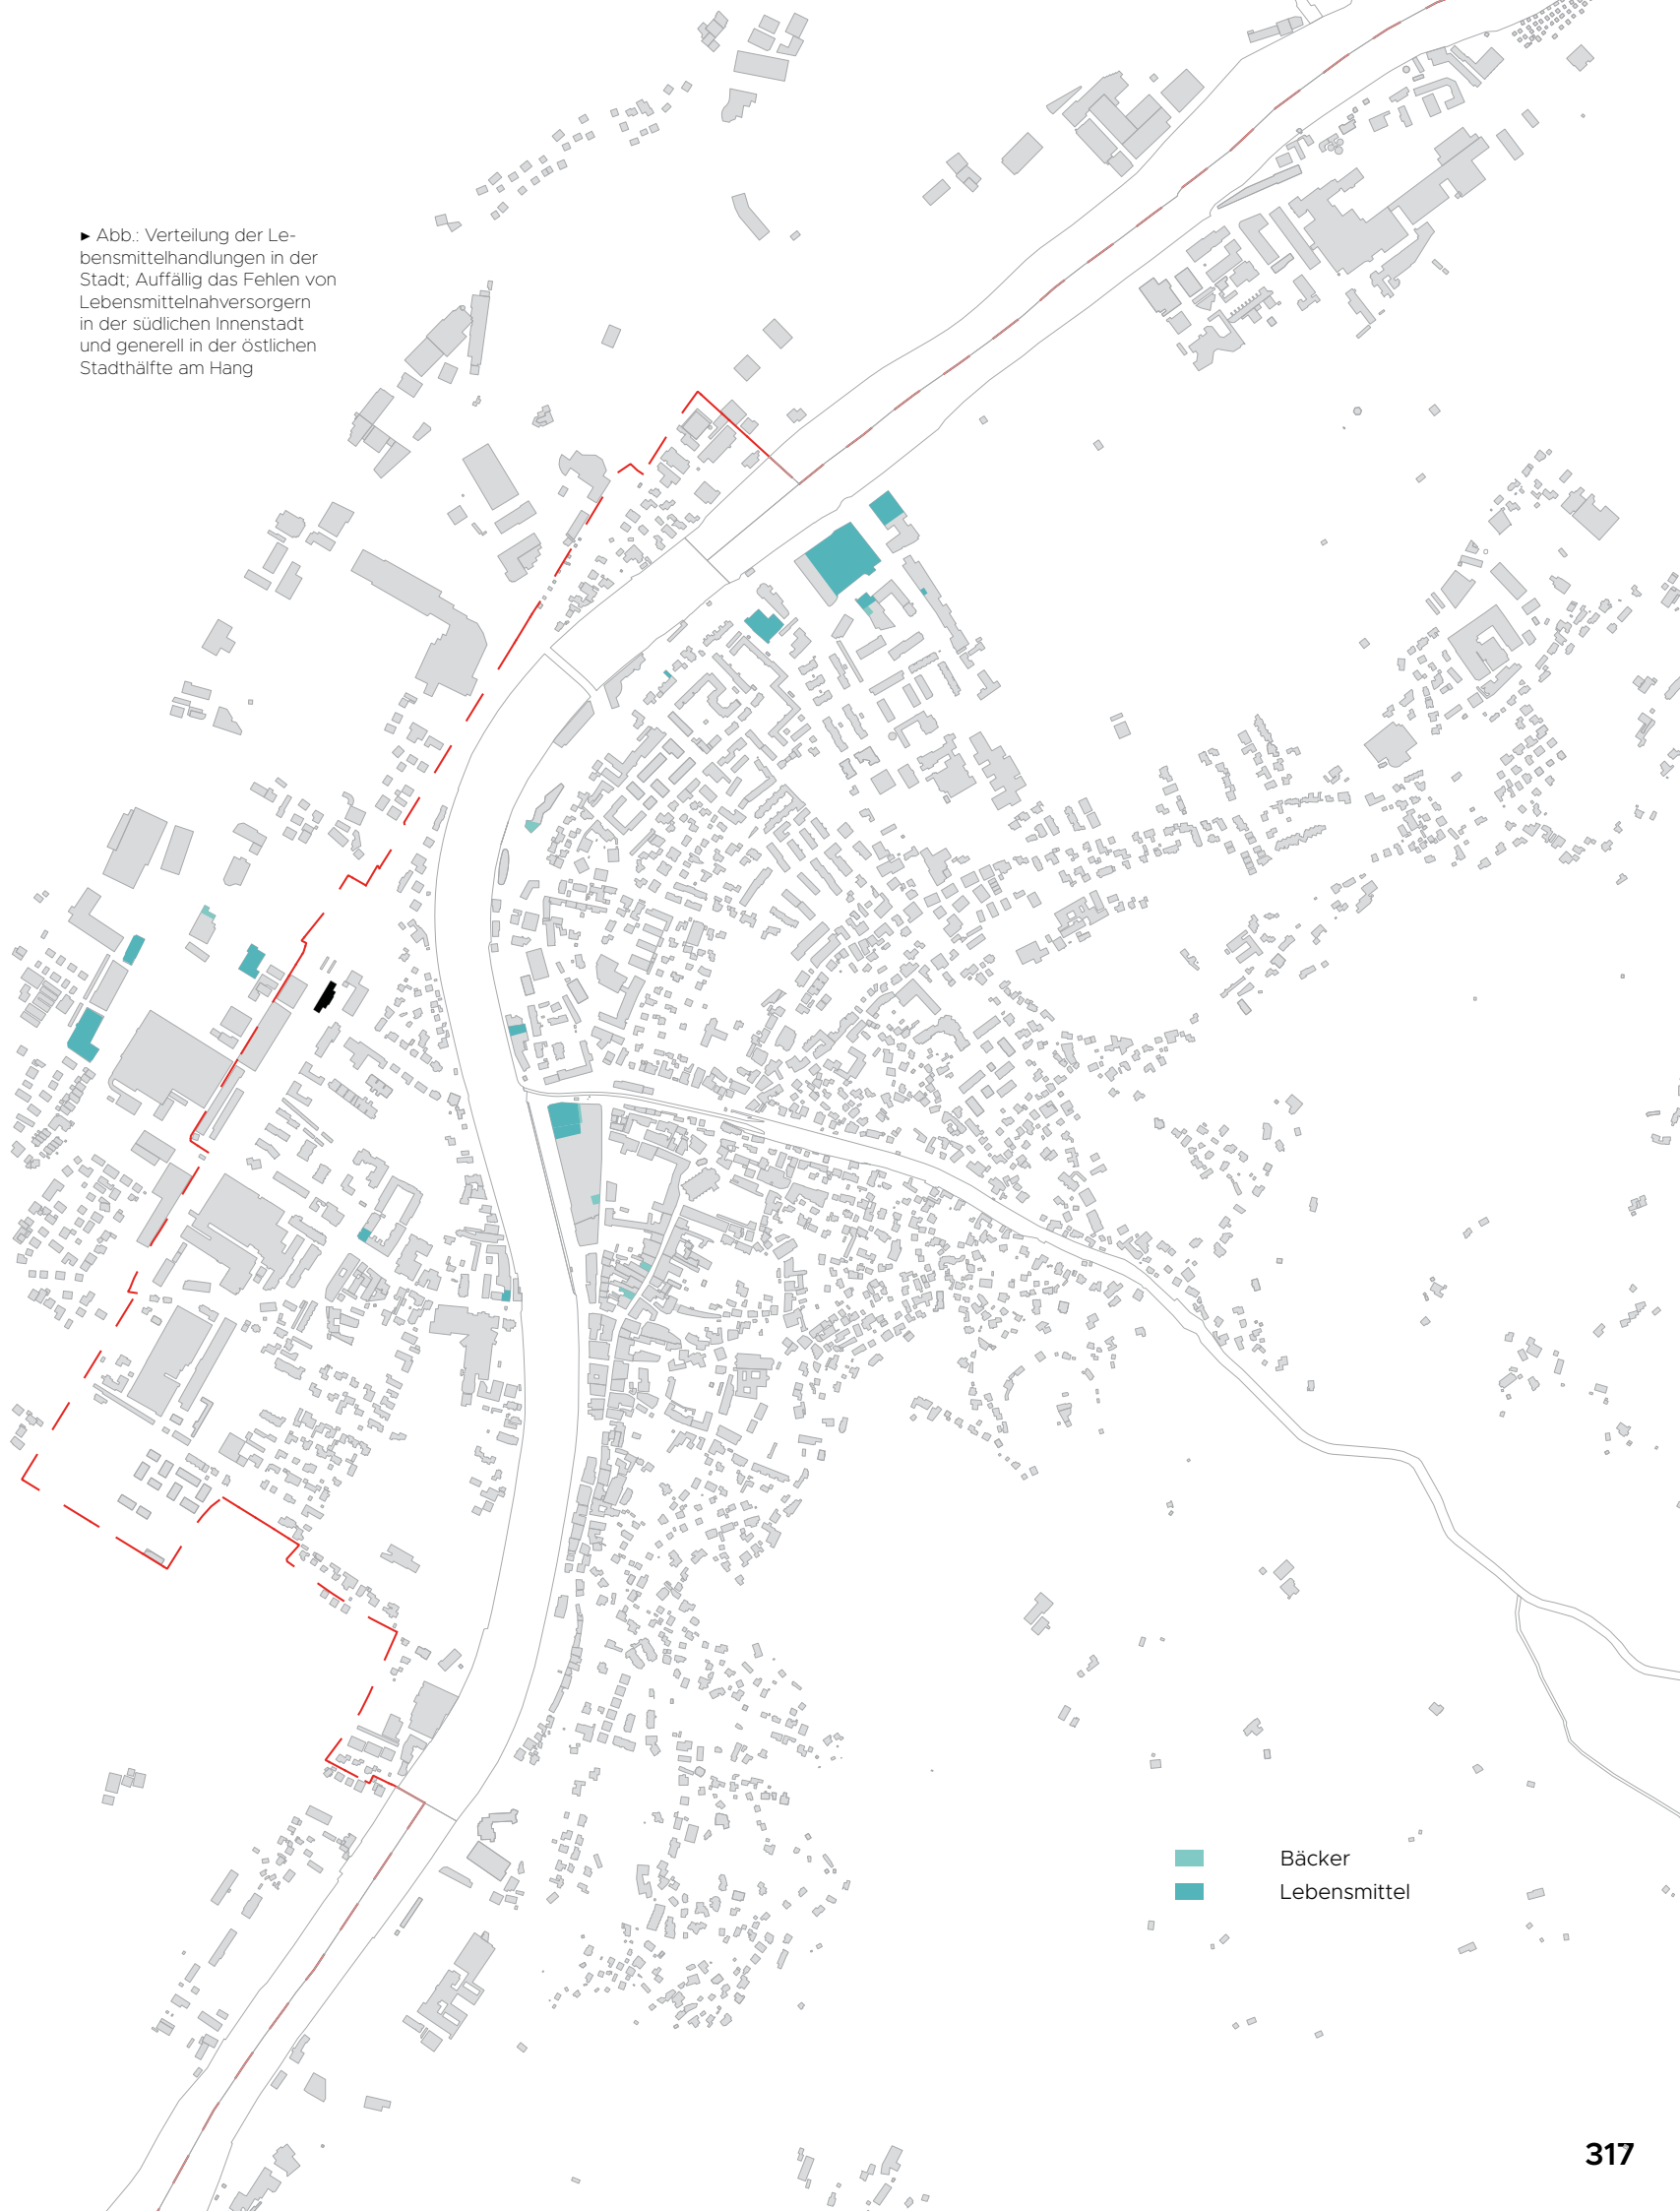 ► Abb.: Verteilung der Le-
bensmittelhandlungen in der
Stadt; Auffällig das Fehlen von
Lebensmittelnahversorgern
in der südlichen Innenstadt
und generell in der östlichen
Stadthälfte am Hang
Bäcker
Lebensmittel
317